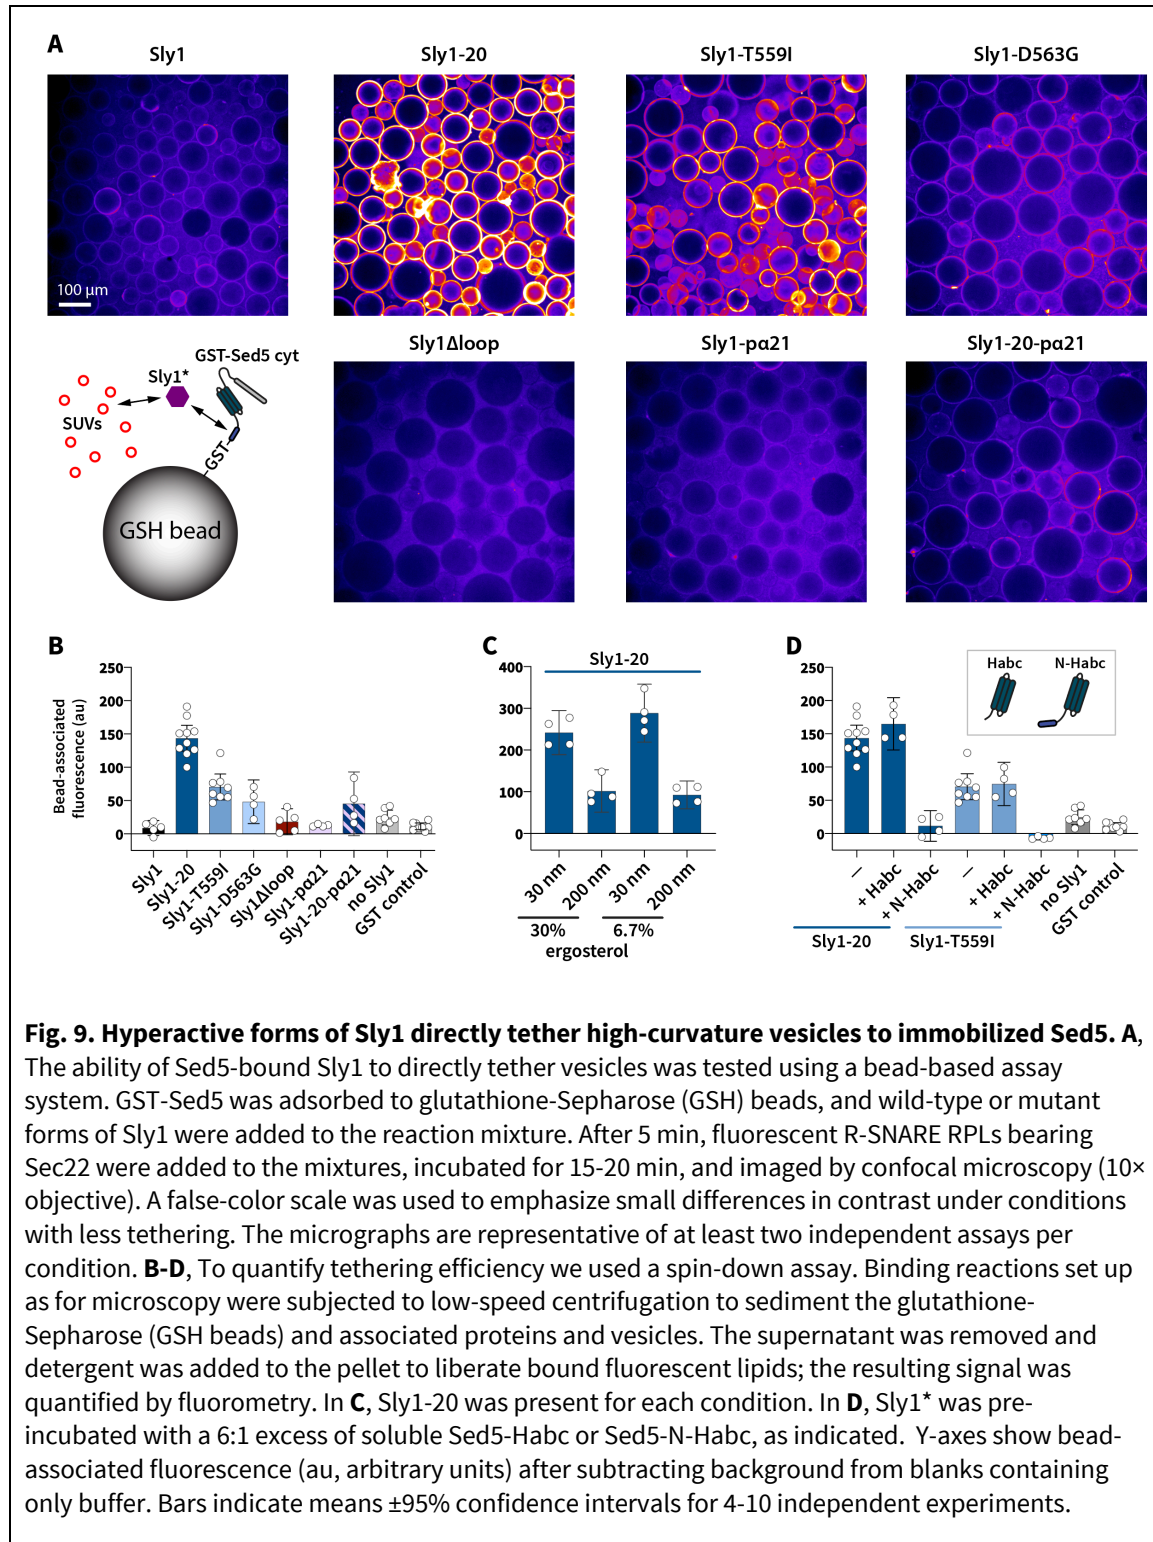 A
Sly1
Sly1-20
Sly1-T559I
Sly1-D563G
100 µm
Sly1Δloop
Sly1-pα21
Sly1-20-pα21
GST-Sed5 cyt
Sly1*
SUVs
-GST-
GSH bead
B
Bead-associated
fluorescence (au)
250
200
150
100
50
0
Sly1
Sly1-20
Sly1-T559I
Sly1-D563G
Sly1Δloop
Sly1-pα21
Sly1-20-pα21
no Sly1
GST control
C
Sly1-20
400
300
200
100
0
30 nm
200 nm
30 nm
200 nm
30%
6.7%
ergosterol
D
Habc
N-Habc
250
200
150
100
50
0
–
+ Habc
+ N-Habc
–
+ Habc
+ N-Habc
no Sly1
GST control
Sly1-20
Sly1-T559I
Fig. 9. Hyperactive forms of Sly1 directly tether high-curvature vesicles to immobilized Sed5. A,
The ability of Sed5-bound Sly1 to directly tether vesicles was tested using a bead-based assay
system. GST-Sed5 was adsorbed to glutathione-Sepharose (GSH) beads, and wild-type or mutant
forms of Sly1 were added to the reaction mixture. After 5 min, fluorescent R-SNARE RPLs bearing
Sec22 were added to the mixtures, incubated for 15-20 min, and imaged by confocal microscopy (10×
objective). A false-color scale was used to emphasize small differences in contrast under conditions
with less tethering. The micrographs are representative of at least two independent assays per
condition. B-D, To quantify tethering efficiency we used a spin-down assay. Binding reactions set up
as for microscopy were subjected to low-speed centrifugation to sediment the glutathione-
Sepharose (GSH beads) and associated proteins and vesicles. The supernatant was removed and
detergent was added to the pellet to liberate bound fluorescent lipids; the resulting signal was
quantified by fluorometry. In C, Sly1-20 was present for each condition. In D, Sly1* was pre-
incubated with a 6:1 excess of soluble Sed5-Habc or Sed5-N-Habc, as indicated. Y-axes show bead-
associated fluorescence (au, arbitrary units) after subtracting background from blanks containing
only buffer. Bars indicate means ±95% confidence intervals for 4-10 independent experiments.